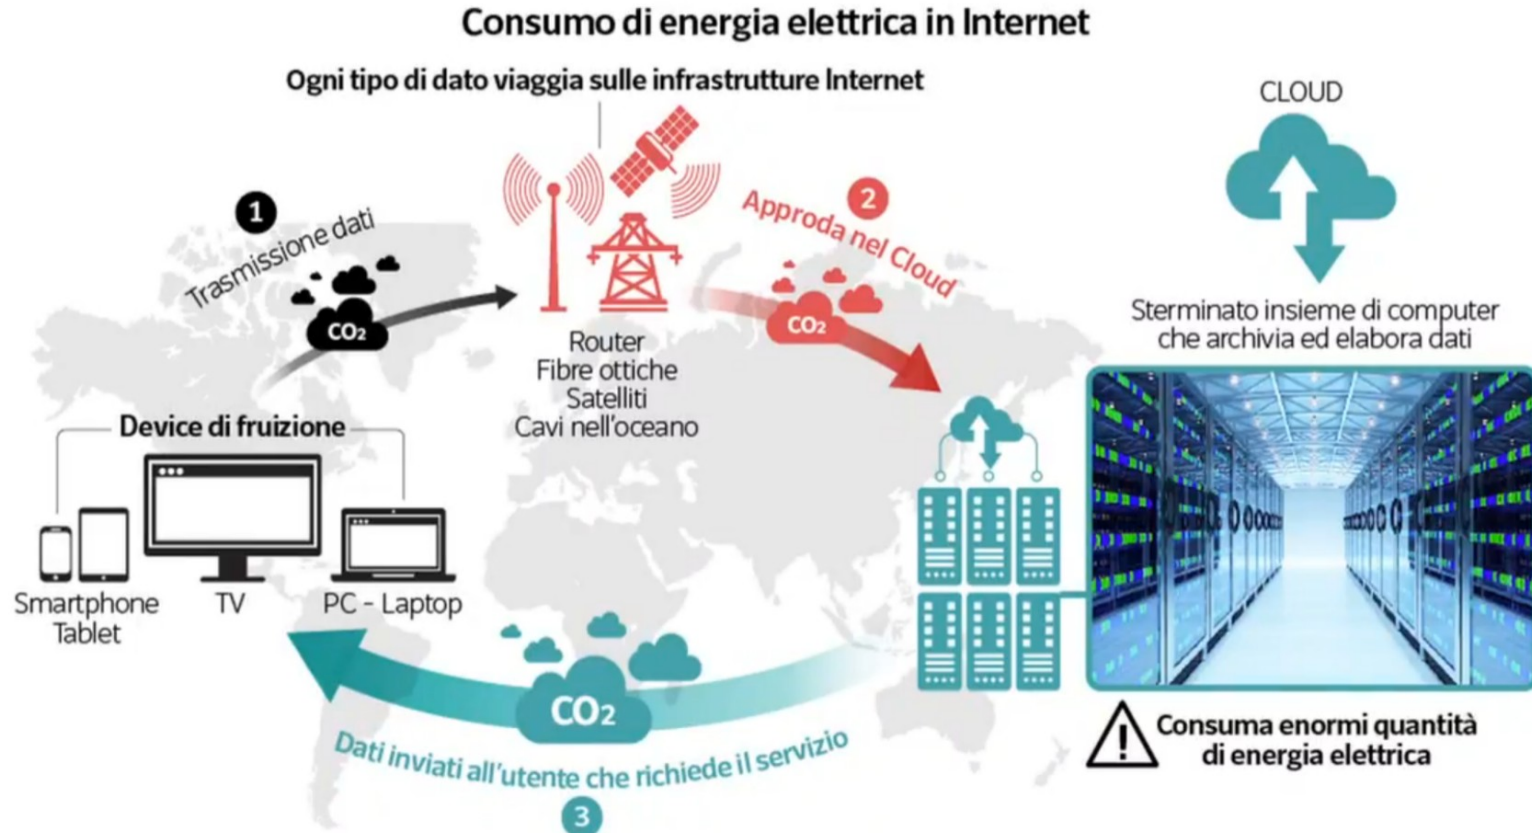 Consumo di energia elettrica in Internet
Ogni tipo di dato viaggia sulle infrastrutture Internet
1
Trasmissione dati
CO2
Router
Fibre ottiche
Satelliti
Cavi nell'oceano
2
Approda nel Cloud
CO2
CLOUD
Sterminato insieme di computer
che archivia ed elabora dati
Device di fruizione
Smartphone
Tablet
TV
PC - Laptop
CO2
Dati inviati all'utente che richiede il servizio
3
Consuma enormi quantità
di energia elettrica